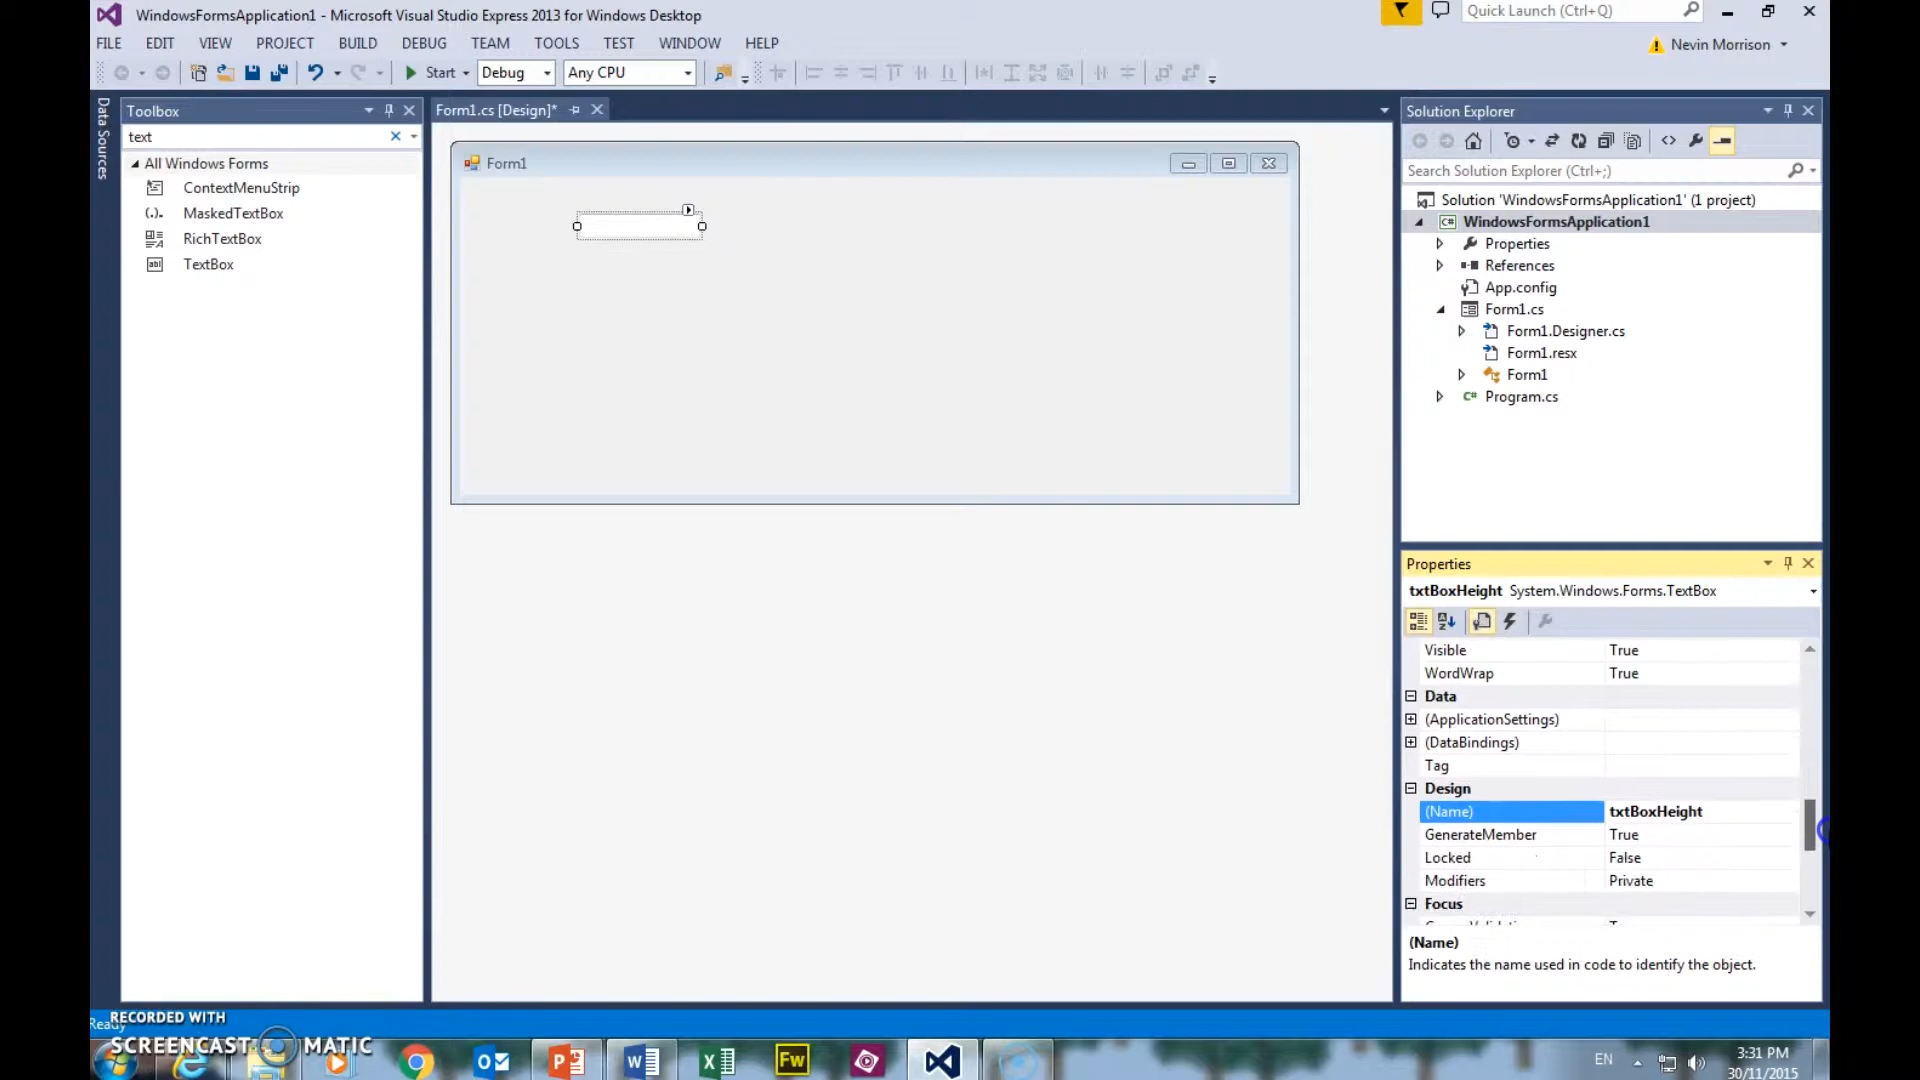 WindowsFormsApplication1 - Microsoft Visual Studio Express 2013 for Windows Desktop
Quick Launch (Ctrl+Q)
FILE EDIT VIEW PROJECT BUILD DEBUG TEAM TOOLS TEST WINDOW HELP
Nevin Morrison
Start Debug Any CPU
Data Sources
Toolbox
text
All Windows Forms
ContextMenuStrip
MaskedTextBox
RichTextBox
TextBox
Form1.cs [Design]*
Form1
Solution Explorer
Search Solution Explorer (Ctrl+;)
Solution 'WindowsFormsApplication1' (1 project)
WindowsFormsApplication1
Properties
References
App.config
Form1.cs
Form1.Designer.cs
Form1.resx
Form1
Program.cs
Properties
txtBoxHeight System.Windows.Forms.TextBox
Visible True
WordWrap True
Data
(ApplicationSettings)
(DataBindings)
Tag
Design
(Name) txtBoxHeight
GenerateMember True
Locked False
Modifiers Private
Focus
(Name)
Indicates the name used in code to identify the object.
Ready
RECORDED WITH
SCREENCAST MATIC
Fw
EN
3:31 PM
30/11/2015